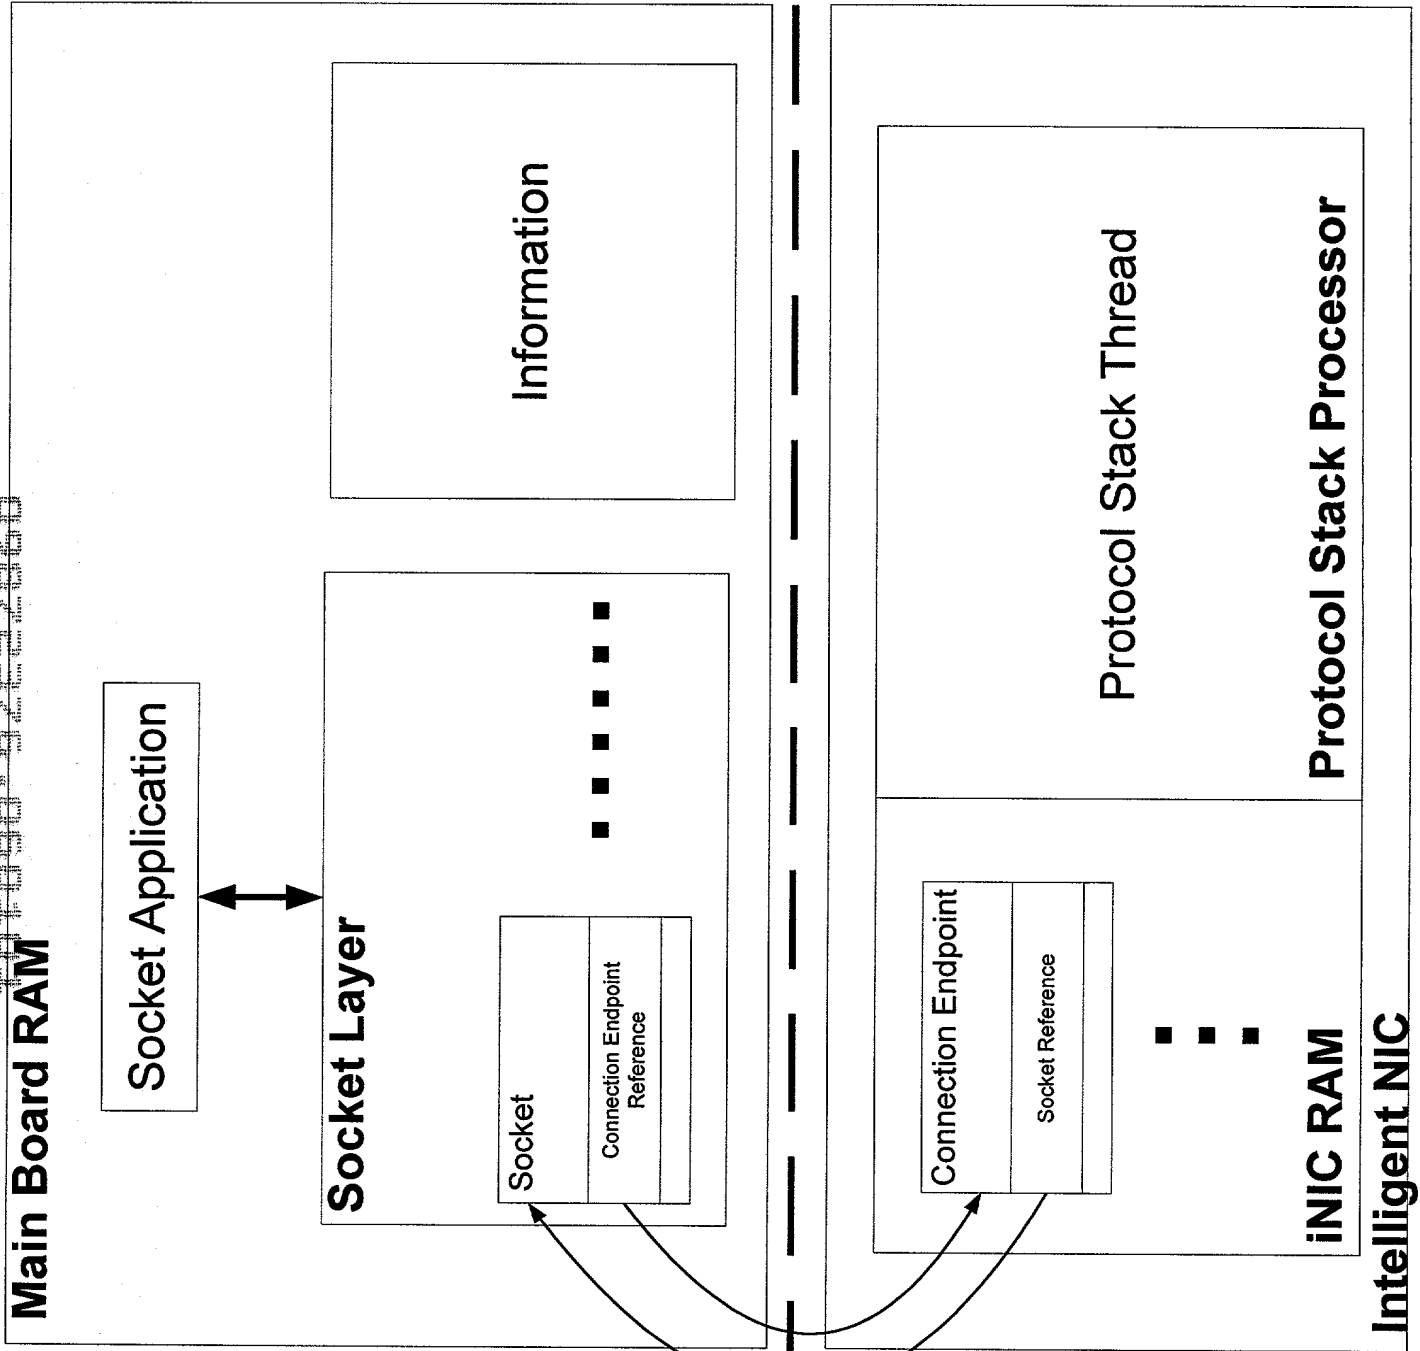 Main Board RAM
Socket Application
Socket Layer
Socket
Connection Endpoint
Reference
Information
Connection Endpoint
Socket Reference
iNIC RAM
Protocol Stack Thread
Protocol Stack Processor
Intelligent NIC